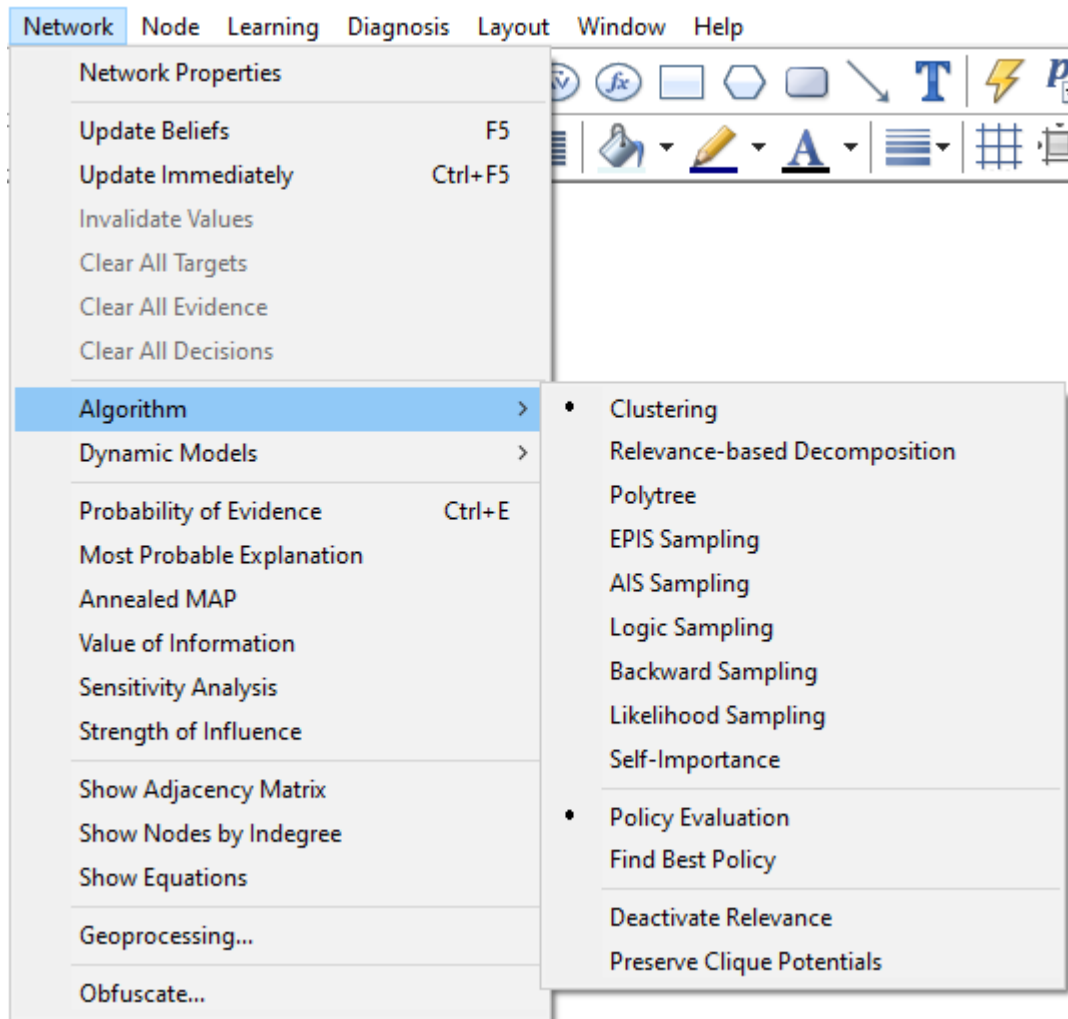 Network Node Learning Diagnosis Layout Window Help
Network Properties
Update Beliefs F5
Update Immediately Ctrl+F5
Invalidate Values
Clear All Targets
Clear All Evidence
Clear All Decisions
Algorithm
Dynamic Models
Probability of Evidence Ctrl+E
Most Probable Explanation
Annealed MAP
Value of Information
Sensitivity Analysis
Strength of Influence
Show Adjacency Matrix
Show Nodes by Indegree
Show Equations
Geoprocessing...
Obfuscate...
Clustering
Relevance-based Decomposition
Polytree
EPIS Sampling
AIS Sampling
Logic Sampling
Backward Sampling
Likelihood Sampling
Self-Importance
Policy Evaluation
Find Best Policy
Deactivate Relevance
Preserve Clique Potentials
fx
T
A